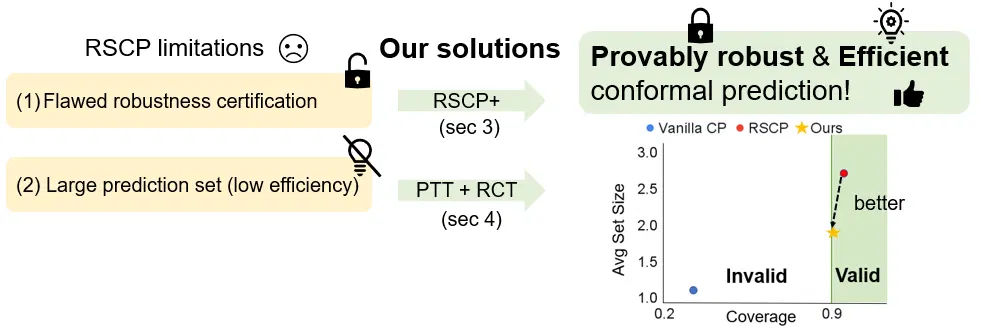 RSCP limitations
(1) Flawed robustness certification
(2) Large prediction set (low efficiency)
Our solutions
RSCP+
(sec 3)
PTT + RCT
(sec 4)
Provably robust & Efficient
conformal prediction!
Vanilla CP RSCP Ours
3.0
2.5
2.0
1.5
1.0
Avg Set Size
better
Invalid Valid
0.2 0.9
Coverage